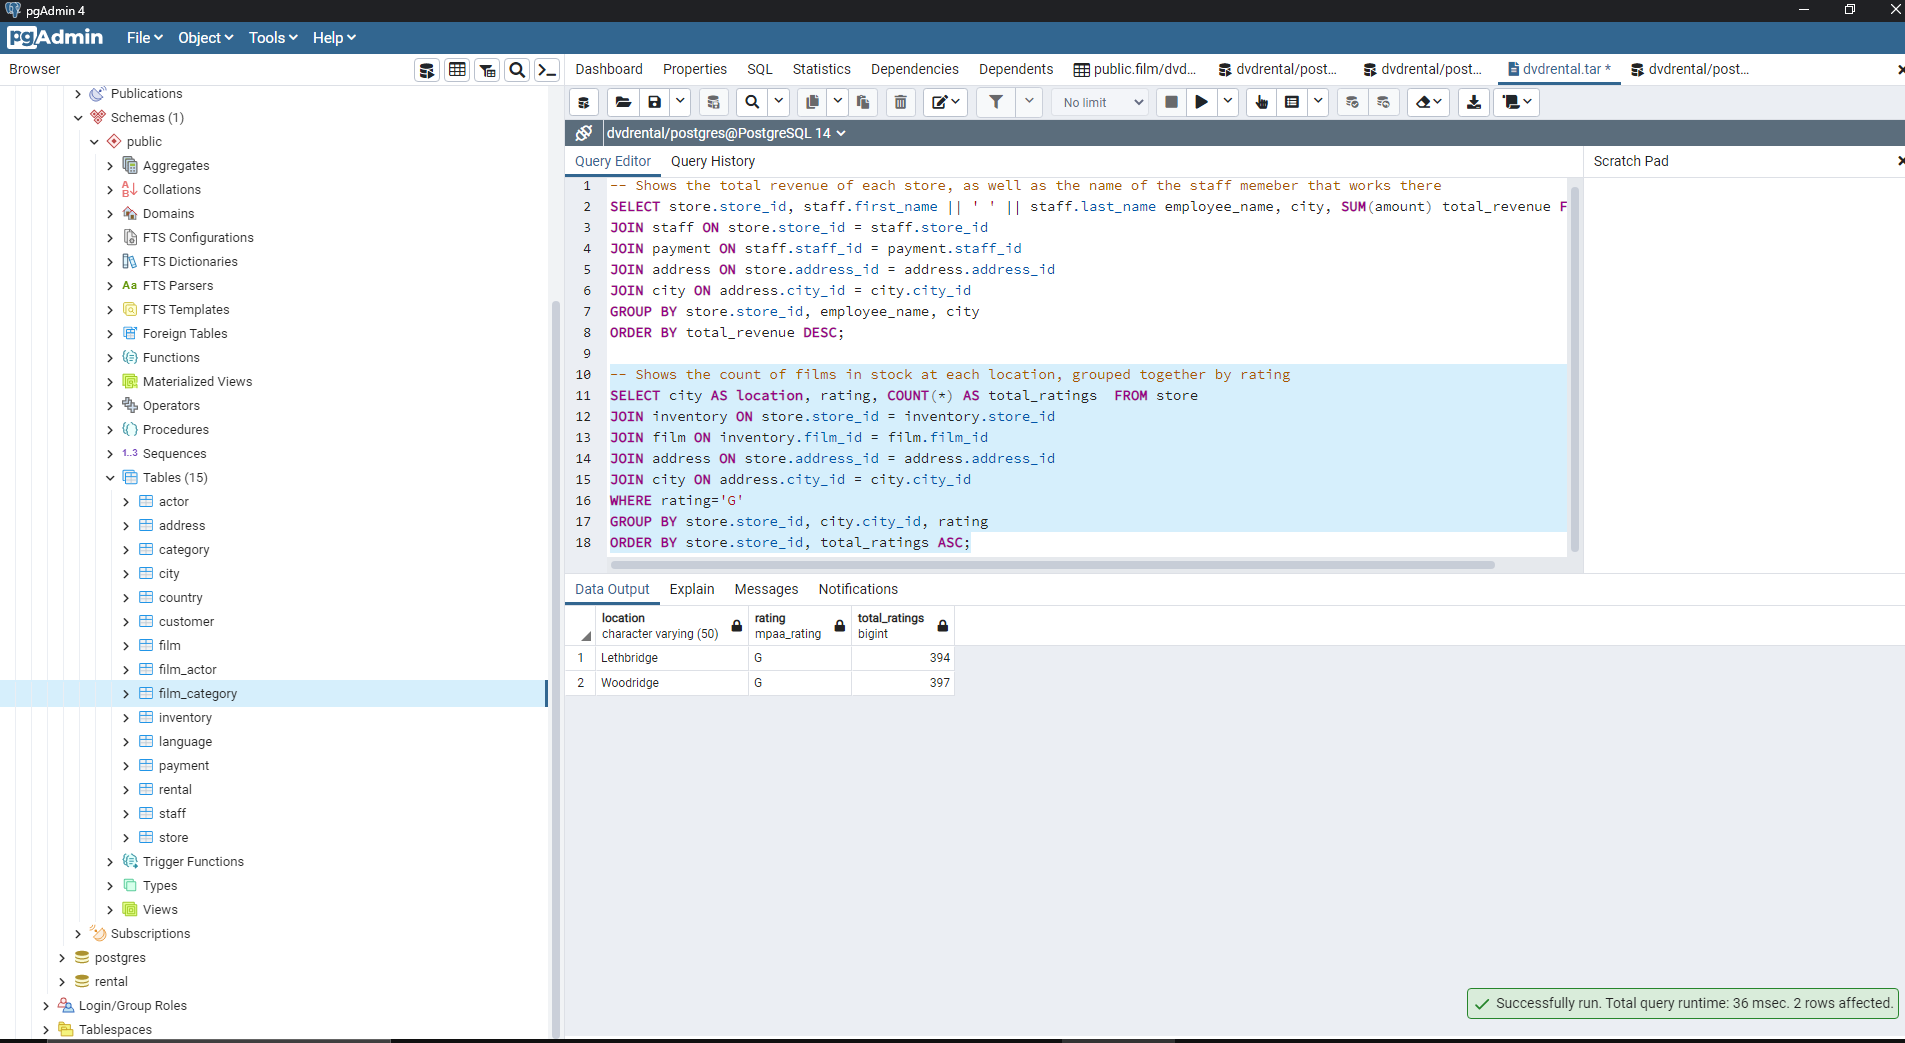 pgAdmin 4
pgAdmin File Object Tools Help
Browser
Dashboard Properties SQL Statistics Dependencies Dependents public.film/dvd... dvdrental/post... dvdrental/post... dvdrental.tar * dvdrental/post...
No limit
dvdrental/postgres@PostgreSQL 14
Query Editor Query History
Scratch Pad
Publications
Schemas (1)
public
Aggregates
Collations
Domains
FTS Configurations
FTS Dictionaries
Aa FTS Parsers
FTS Templates
Foreign Tables
Functions
Materialized Views
Operators
Procedures
1..3 Sequences
Tables (15)
actor
address
category
city
country
customer
film
film_actor
film_category
inventory
language
payment
rental
staff
store
Trigger Functions
Types
Views
Subscriptions
postgres
rental
Login/Group Roles
Tablespaces
1 -- Shows the total revenue of each store, as well as the name of the staff memeber that works there
2 SELECT store.store_id, staff.first_name || ' ' || staff.last_name employee_name, city, SUM(amount) total_revenue F
3 JOIN staff ON store.store_id = staff.store_id
4 JOIN payment ON staff.staff_id = payment.staff_id
5 JOIN address ON store.address_id = address.address_id
6 JOIN city ON address.city_id = city.city_id
7 GROUP BY store.store_id, employee_name, city
8 ORDER BY total_revenue DESC;
9
10 -- Shows the count of films in stock at each location, grouped together by rating
11 SELECT city AS location, rating, COUNT(*) AS total_ratings  FROM store
12 JOIN inventory ON store.store_id = inventory.store_id
13 JOIN film ON inventory.film_id = film.film_id
14 JOIN address ON store.address_id = address.address_id
15 JOIN city ON address.city_id = city.city_id
16 WHERE rating='G'
17 GROUP BY store.store_id, city.city_id, rating
18 ORDER BY store.store_id, total_ratings ASC;
Data Output Explain Messages Notifications
location rating total_ratings
character varying (50) mpaa_rating bigint
1 Lethbridge G 394
2 Woodridge G 397
Successfully run. Total query runtime: 36 msec. 2 rows affected.